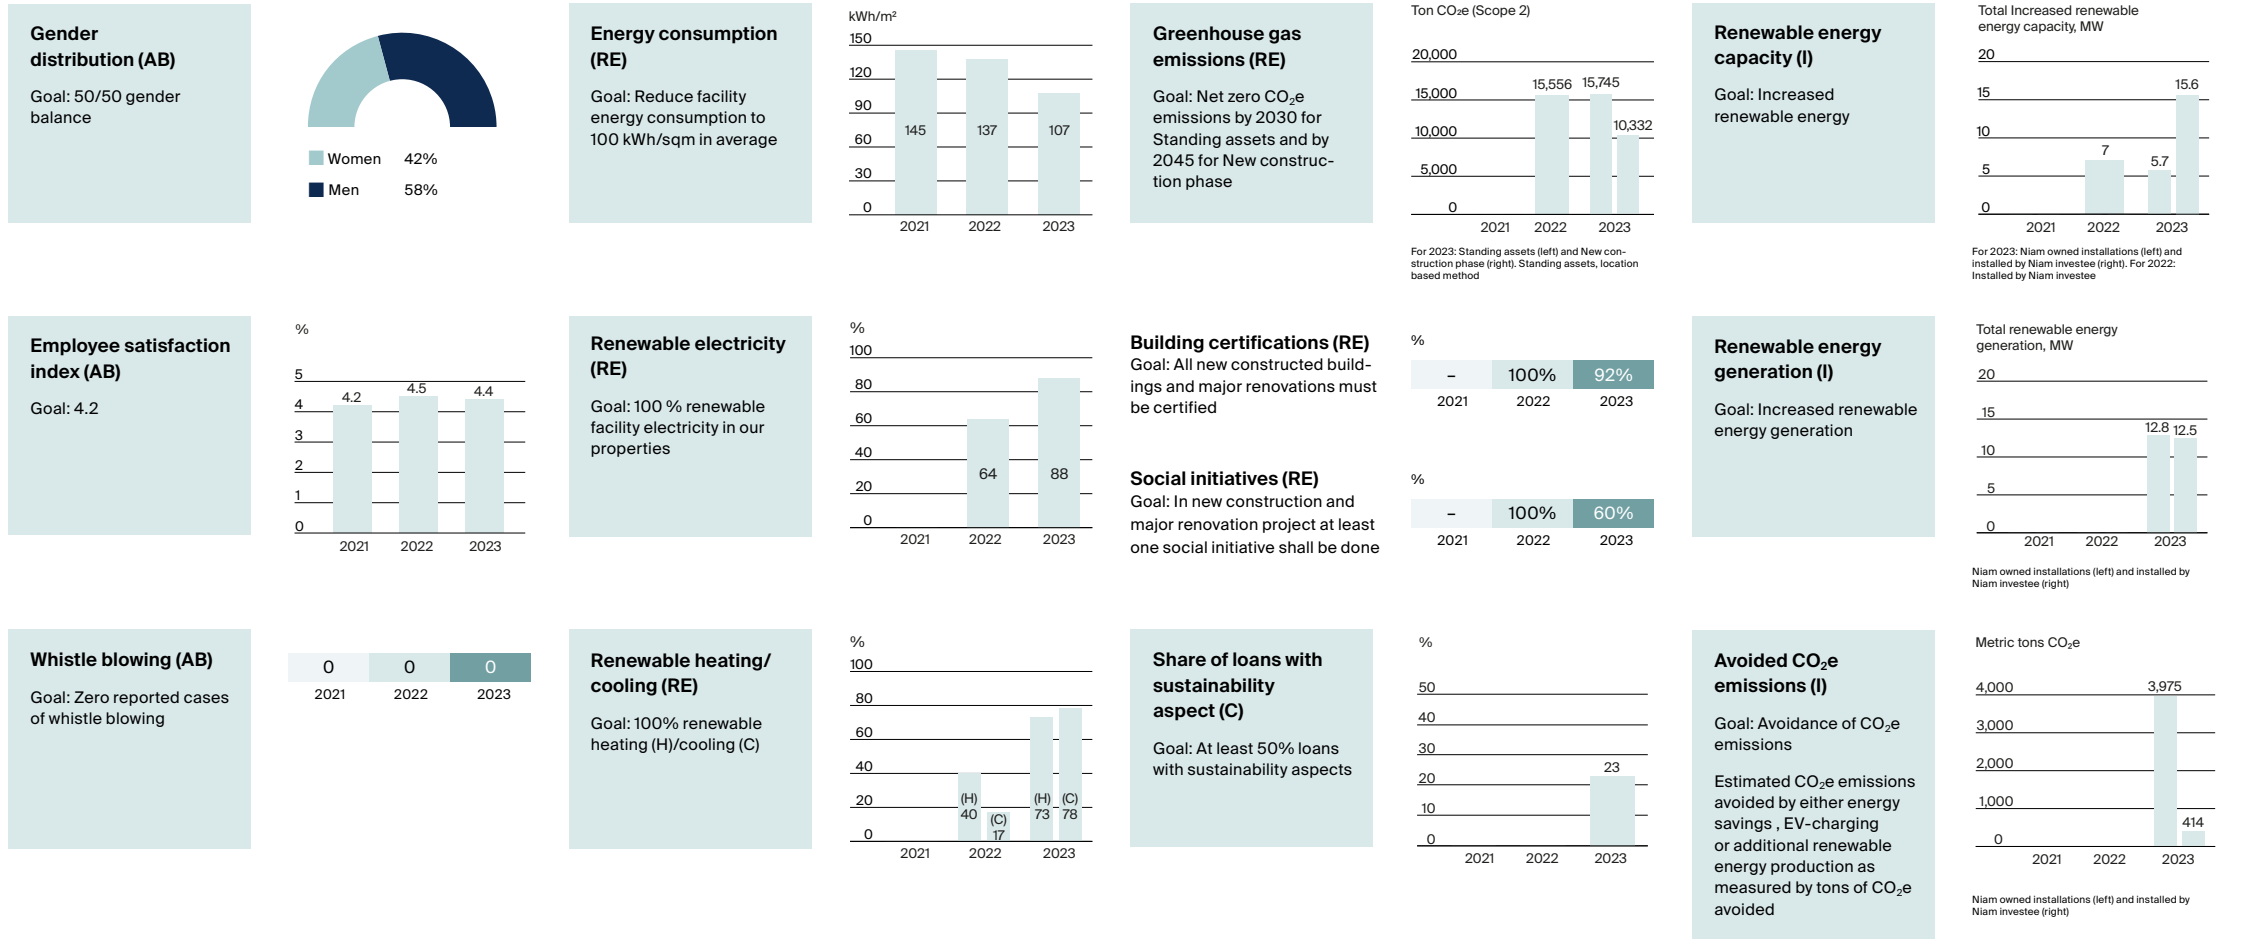 Gender
distribution (AB)
Goal: 50/50 gender
balance
Women 42%
Men 58%
Energy consumption
(RE)
Goal: Reduce facility
energy consumption to
100 kWh/sqm in average
kWh/m²
150
120
90
60
30
0
145 137 107
2021 2022 2023
Greenhouse gas
emissions (RE)
Goal: Net zero CO₂e
emissions by 2030 for
Standing assets and by
2045 for New construc-
tion phase
Ton CO₂e (Scope 2)
20,000
15,000
10,000
5,000
0
15,556 15,745
10,332
2021 2022 2023
For 2023: Standing assets (left) and New con-
struction phase (right). Standing assets, location
based method
Renewable energy
capacity (I)
Goal: Increased
renewable energy
Total Increased renewable
energy capacity, MW
20
15
10
5
0
7 5.7 15.6
2021 2022 2023
For 2023: Niam owned installations (left) and
installed by Niam investee (right). For 2022:
Installed by Niam investee
Employee satisfaction
index (AB)
Goal: 4.2
%
5
4
3
2
1
0
4.2 4.5 4.4
2021 2022 2023
Renewable electricity
(RE)
Goal: 100 % renewable
facility electricity in our
properties
%
100
80
60
40
20
0
64 88
2021 2022 2023
Building certifications (RE)
Goal: All new constructed build-
ings and major renovations must
be certified
%
– 100% 92%
2021 2022 2023
Social initiatives (RE)
Goal: In new construction and
major renovation project at least
one social initiative shall be done
%
– 100% 60%
2021 2022 2023
Renewable energy
generation (I)
Goal: Increased renewable
energy generation
Total renewable energy
generation, MW
20
15
10
5
0
12.8 12.5
2021 2022 2023
Niam owned installations (left) and installed by
Niam investee (right)
Whistle blowing (AB)
Goal: Zero reported cases
of whistle blowing
0 0 0
2021 2022 2023
Renewable heating/
cooling (RE)
Goal: 100% renewable
heating (H)/cooling (C)
%
100
80
60
40
20
0
(H) (C) (H) (C)
40 17 73 78
2021 2022 2023
Share of loans with
sustainability
aspect (C)
Goal: At least 50% loans
with sustainability aspects
%
50
40
30
20
10
0
23
2021 2022 2023
Avoided CO₂e
emissions (I)
Goal: Avoidance of CO₂e
emissions
Estimated CO₂e emissions
avoided by either energy
savings , EV-charging
or additional renewable
energy production as
measured by tons of CO₂e
avoided
Metric tons CO₂e
4,000
3,000
2,000
1,000
0
3,975
414
2021 2022 2023
Niam owned installations (left) and installed by
Niam investee (right)